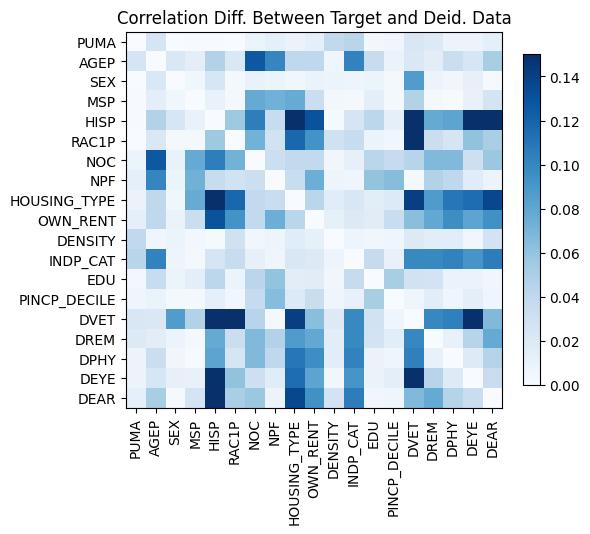 Correlation Diff. Between Target and Deid. Data
PUMA
AGEP
SEX
MSP
HISP
RAC1P
NOC
NPF
HOUSING_TYPE
OWN_RENT
DENSITY
INDP_CAT
EDU
PINCP_DECILE
DVET
DREM
DPHY
DEYE
DEAR
PUMA
AGEP
SEX
MSP
HISP
RAC1P
NOC
NPF
HOUSING_TYPE
OWN_RENT
DENSITY
INDP_CAT
EDU
PINCP_DECILE
DVET
DREM
DPHY
DEYE
DEAR
0.14
0.12
0.10
0.08
0.06
0.04
0.02
0.00